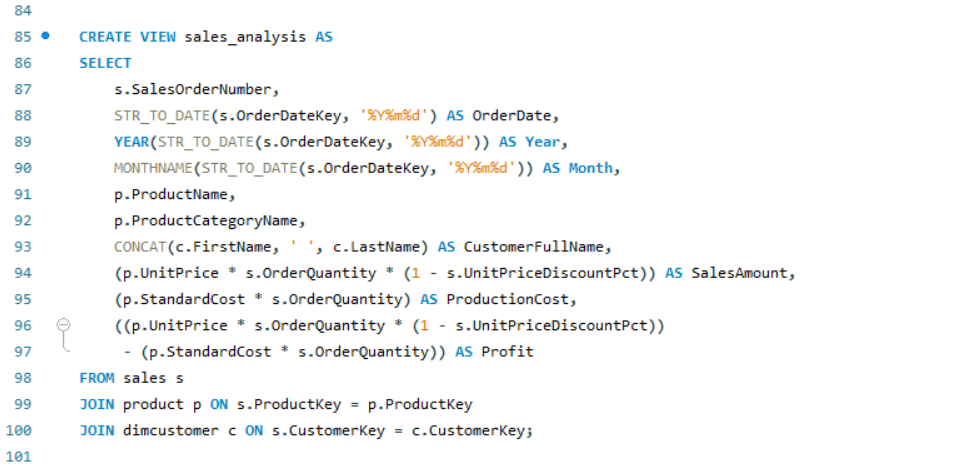 84
85 CREATE VIEW sales_analysis AS
86 SELECT
87 s.SalesOrderNumber,
88 STR_TO_DATE(s.OrderDateKey, '%Y%m%d') AS OrderDate,
89 YEAR(STR_TO_DATE(s.OrderDateKey, '%Y%m%d')) AS Year,
90 MONTHNAME(STR_TO_DATE(s.OrderDateKey, '%Y%m%d')) AS Month,
91 p.ProductName,
92 p.ProductCategoryName,
93 CONCAT(c.FirstName, ' ', c.LastName) AS CustomerFullName,
94 (p.UnitPrice * s.OrderQuantity * (1 - s.UnitPriceDiscountPct)) AS SalesAmount,
95 (p.StandardCost * s.OrderQuantity) AS ProductionCost,
96 ((p.UnitPrice * s.OrderQuantity * (1 - s.UnitPriceDiscountPct))
97 - (p.StandardCost * s.OrderQuantity)) AS Profit
98 FROM sales s
99 JOIN product p ON s.ProductKey = p.ProductKey
100 JOIN dimcustomer c ON s.CustomerKey = c.CustomerKey;
101